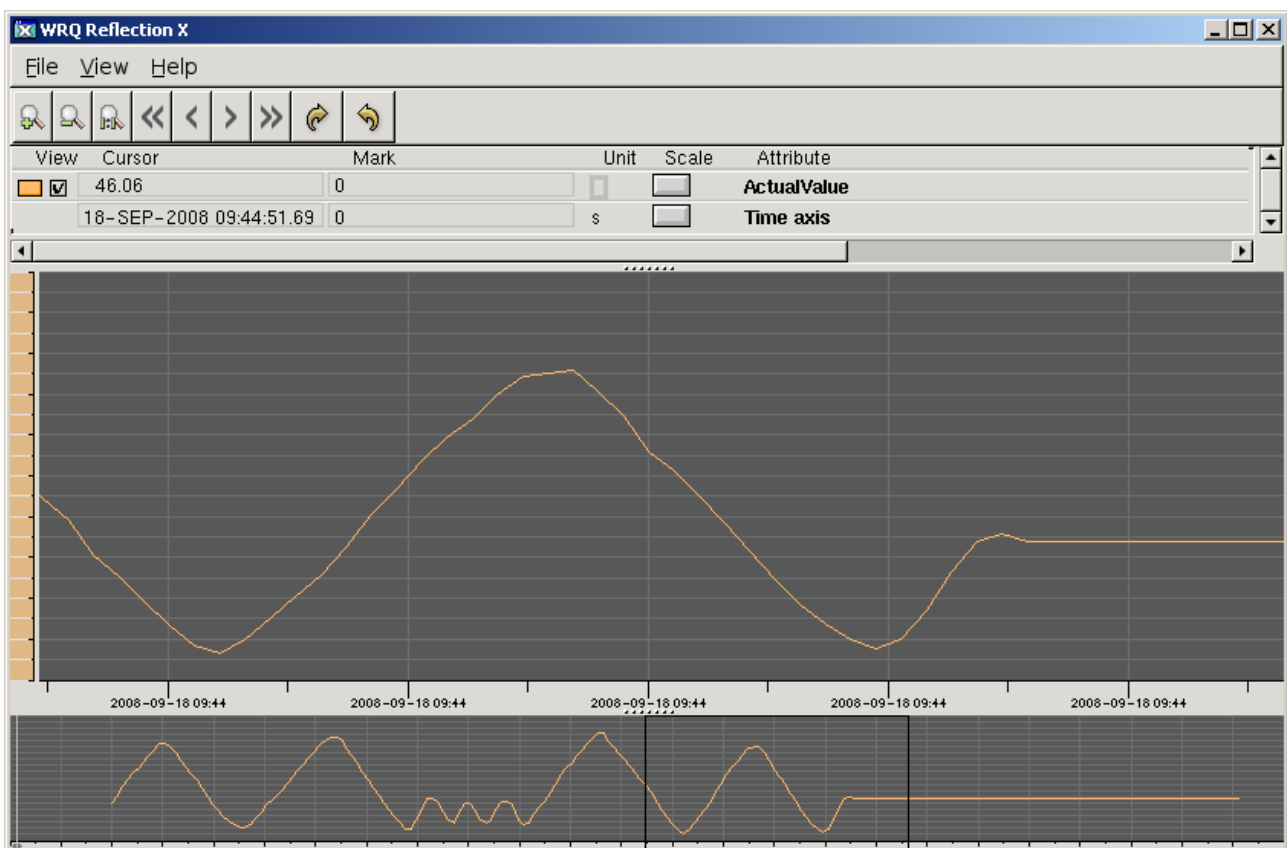 WRQ Reflection X
File View Help
View Cursor Mark Unit Scale Attribute
46.06 0 ActualValue
18-SEP-2008 09:44:51.69 0 s Time axis
2008-09-18 09:44 2008-09-18 09:44 2008-09-18 09:44 2008-09-18 09:44 2008-09-18 09:44